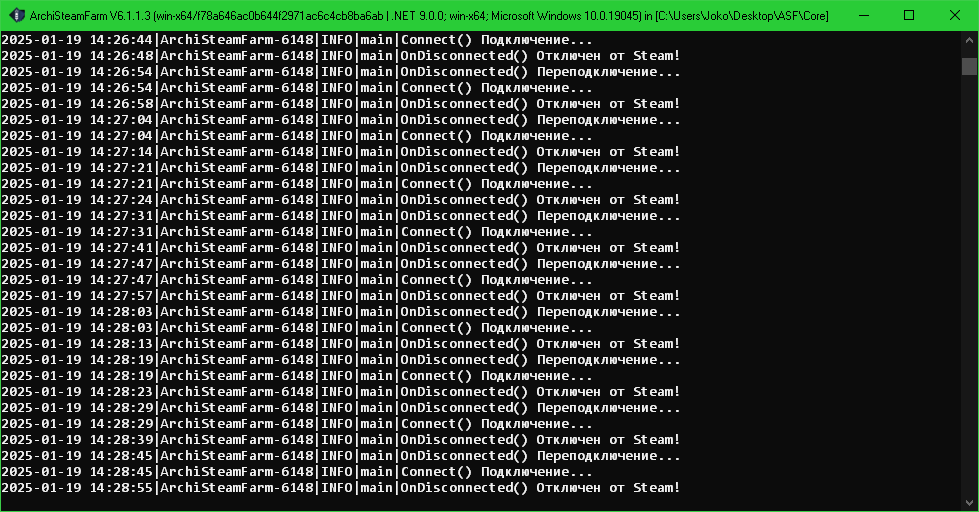 ArchiSteamFarm V6.1.1.3 (win-x64/f78a646ac0b644f2971ac6c4cb8ba6ab | .NET 9.0.0; win-x64; Microsoft Windows 10.0.19045) in [C:\Users\Joko\Desktop\ASF\Core]
2025-01-19 14:26:44|ArchiSteamFarm-6148|INFO|main|Connect() Подключение...
2025-01-19 14:26:48|ArchiSteamFarm-6148|INFO|main|OnDisconnected() Отключен от Steam!
2025-01-19 14:26:54|ArchiSteamFarm-6148|INFO|main|OnDisconnected() Переподключение...
2025-01-19 14:26:54|ArchiSteamFarm-6148|INFO|main|Connect() Подключение...
2025-01-19 14:26:58|ArchiSteamFarm-6148|INFO|main|OnDisconnected() Отключен от Steam!
2025-01-19 14:27:04|ArchiSteamFarm-6148|INFO|main|OnDisconnected() Переподключение...
2025-01-19 14:27:04|ArchiSteamFarm-6148|INFO|main|Connect() Подключение...
2025-01-19 14:27:14|ArchiSteamFarm-6148|INFO|main|OnDisconnected() Отключен от Steam!
2025-01-19 14:27:21|ArchiSteamFarm-6148|INFO|main|OnDisconnected() Переподключение...
2025-01-19 14:27:21|ArchiSteamFarm-6148|INFO|main|Connect() Подключение...
2025-01-19 14:27:24|ArchiSteamFarm-6148|INFO|main|OnDisconnected() Отключен от Steam!
2025-01-19 14:27:31|ArchiSteamFarm-6148|INFO|main|OnDisconnected() Переподключение...
2025-01-19 14:27:31|ArchiSteamFarm-6148|INFO|main|Connect() Подключение...
2025-01-19 14:27:41|ArchiSteamFarm-6148|INFO|main|OnDisconnected() Отключен от Steam!
2025-01-19 14:27:47|ArchiSteamFarm-6148|INFO|main|OnDisconnected() Переподключение...
2025-01-19 14:27:47|ArchiSteamFarm-6148|INFO|main|Connect() Подключение...
2025-01-19 14:27:57|ArchiSteamFarm-6148|INFO|main|OnDisconnected() Отключен от Steam!
2025-01-19 14:28:03|ArchiSteamFarm-6148|INFO|main|OnDisconnected() Переподключение...
2025-01-19 14:28:03|ArchiSteamFarm-6148|INFO|main|Connect() Подключение...
2025-01-19 14:28:13|ArchiSteamFarm-6148|INFO|main|OnDisconnected() Отключен от Steam!
2025-01-19 14:28:19|ArchiSteamFarm-6148|INFO|main|OnDisconnected() Переподключение...
2025-01-19 14:28:19|ArchiSteamFarm-6148|INFO|main|Connect() Подключение...
2025-01-19 14:28:23|ArchiSteamFarm-6148|INFO|main|OnDisconnected() Отключен от Steam!
2025-01-19 14:28:29|ArchiSteamFarm-6148|INFO|main|OnDisconnected() Переподключение...
2025-01-19 14:28:29|ArchiSteamFarm-6148|INFO|main|Connect() Подключение...
2025-01-19 14:28:39|ArchiSteamFarm-6148|INFO|main|OnDisconnected() Отключен от Steam!
2025-01-19 14:28:45|ArchiSteamFarm-6148|INFO|main|OnDisconnected() Переподключение...
2025-01-19 14:28:45|ArchiSteamFarm-6148|INFO|main|Connect() Подключение...
2025-01-19 14:28:55|ArchiSteamFarm-6148|INFO|main|OnDisconnected() Отключен от Steam!